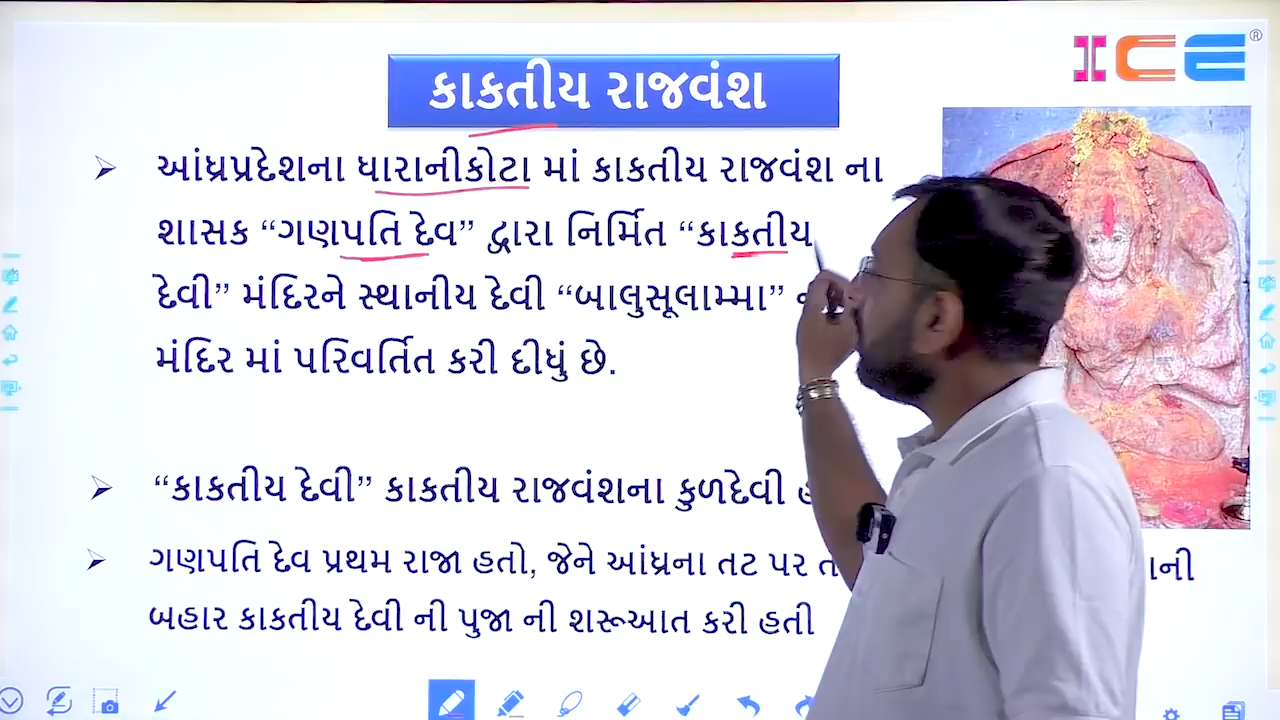 ICE®
કાકતીય રાજવંશ
આંધ્રપ્રદેશના ધારાનીકોટા માં કાકતીય રાજવંશ ના
શાસક “ગણપતિ દેવ” દ્વારા નિર્મિત “કાકતીય
દેવી” મંદિરને સ્થાનીય દેવી “બાલુસૂલામ્મા”
મંદિર માં પરિવર્તિત કરી દીધું છે.
“કાકતીય દેવી” કાકતીય રાજવંશના કુળદેવી
ગણપતિ દેવ પ્રથમ રાજા હતો, જેને આંધ્રના તટ પર
બહાર કાકતીય દેવી ની પુજા ની શરૂઆત કરી હતી